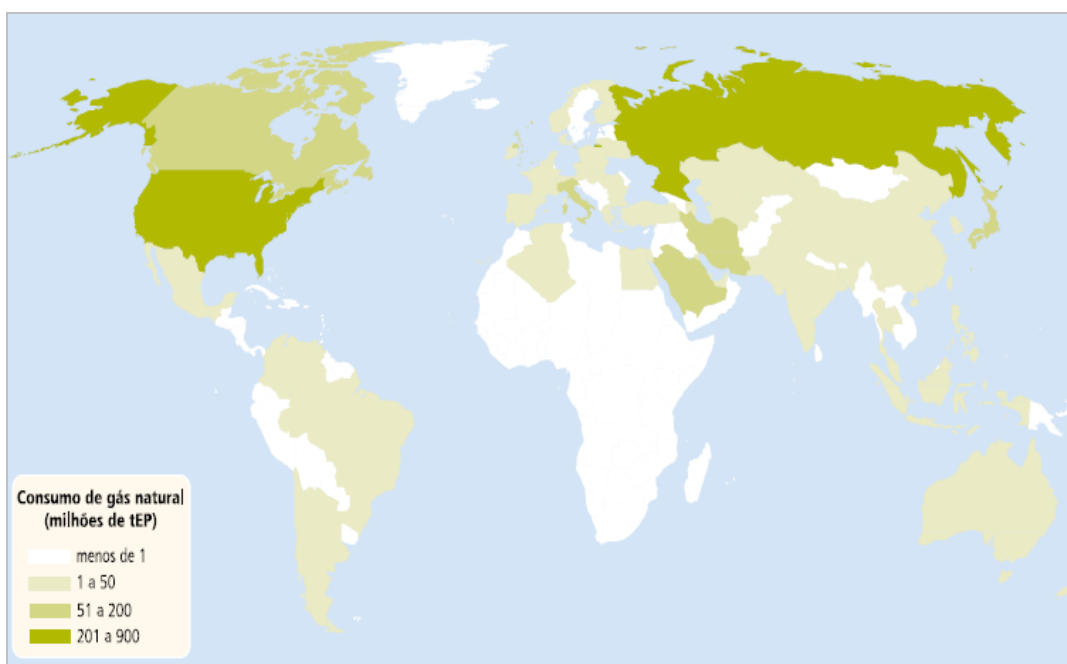 Consumo de gás natural
(milhões de tEP)
menos de 1
1 a 50
51 a 200
201 a 900